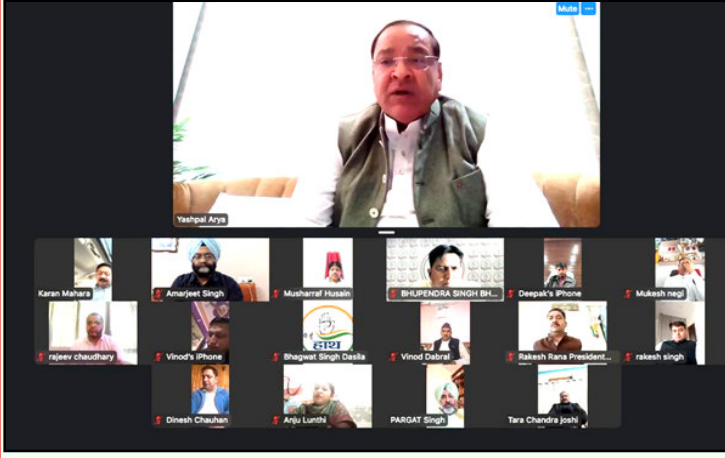 Mute ...
Yashpal Arya
Karan Mahara
Amarjeet Singh
Musharraf Husain
BHUPENDRA SINGH BH...
Deepak's iPhone
Mukesh negi
rajeev chaudhary
Vinod's iPhone
हाथ
Bhagwat Singh Dasila
Vinod Dabral
Rakesh Rana President...
rakesh singh
Dinesh Chauhan
Anju Lunthi
PARGAT Singh
Tara Chandra joshi